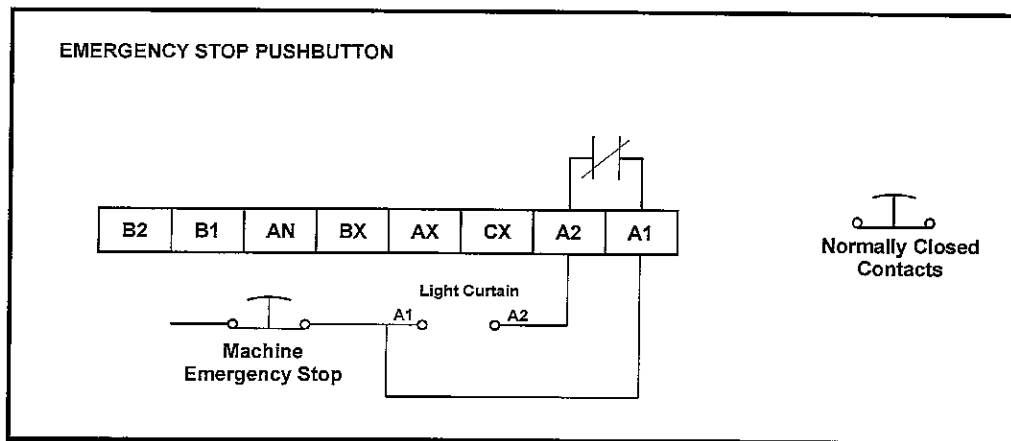 EMERGENCY STOP PUSHBUTTON
B2 B1 AN BX AX CX A2 A1
Normally Closed
Contacts
Light Curtain
A1 A2
Machine
Emergency Stop